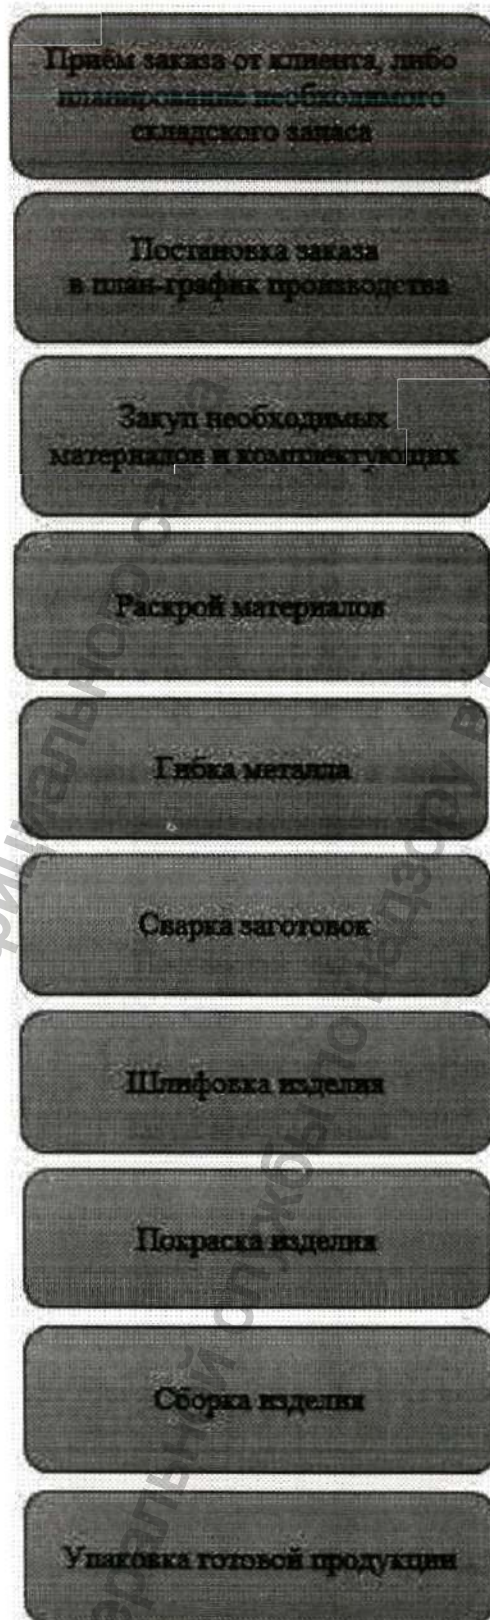 Приём заказа от клиента, либо
планирование необходимого
складского запаса
Постановка заказа
в план-график производства
Закуп необходимых
материалов и комплектующих
Раскрой материалов
Гибка металла
Сварка заготовок
Шлифовка изделия
Покраска изделия
Сборка изделия
Упаковка готовой продукции